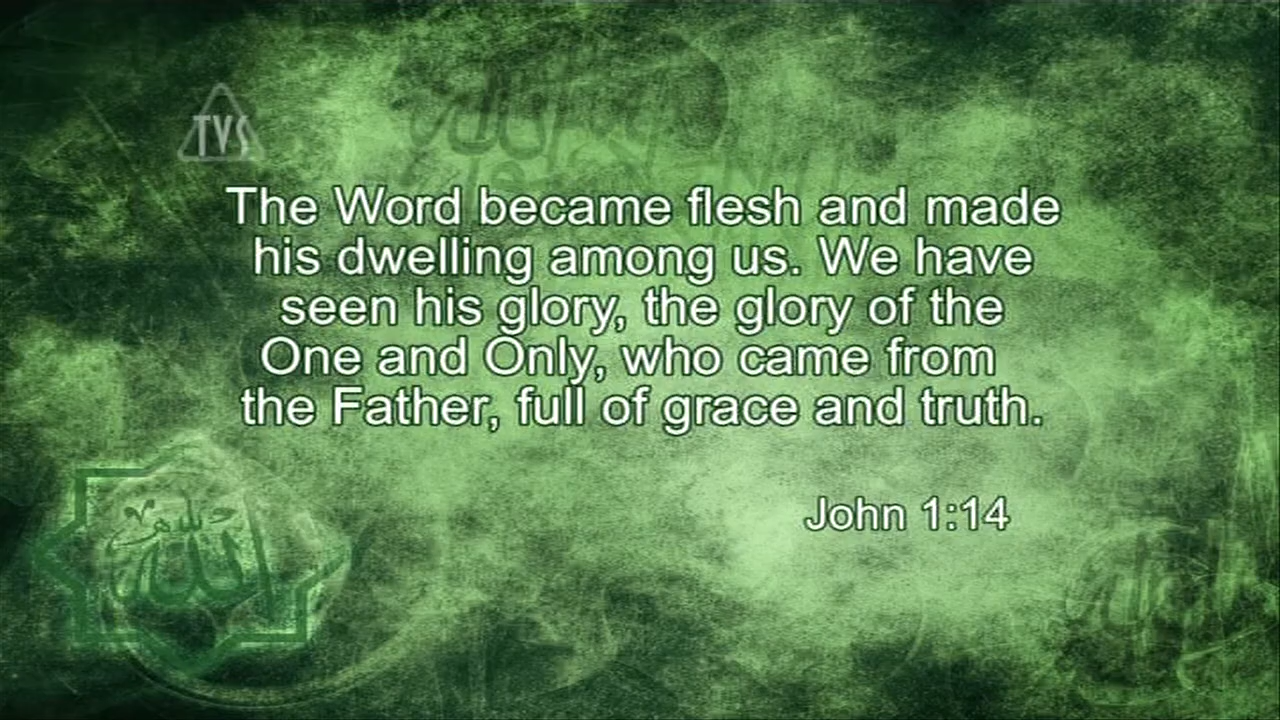 TVS
The Word became flesh and made
his dwelling among us. We have
seen his glory, the glory of the
One and Only, who came from
the Father, full of grace and truth.
John 1:14
الله